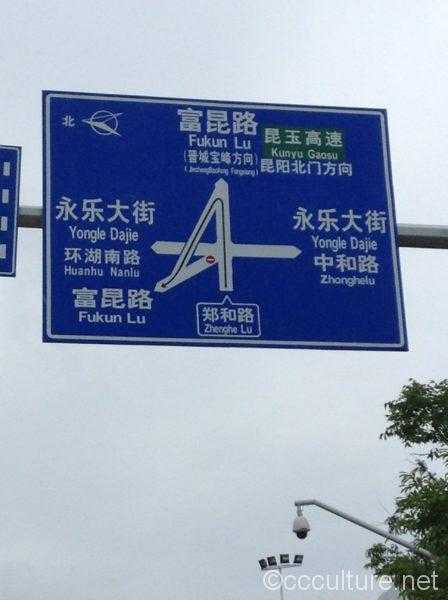 北
富昆路
Fukun Lu
(晋城宝峰方向)
(Jinchengbaofeng Fangxiang)
昆玉高速
Kunyu Gaosu
昆阳北门方向
永乐大街
Yongle Dajie
环湖南路
Huanhu Nanlu
永乐大街
Yongle Dajie
中和路
Zhonghelu
富昆路
Fukun Lu
郑和路
Zhenghe Lu
©ccculture.net